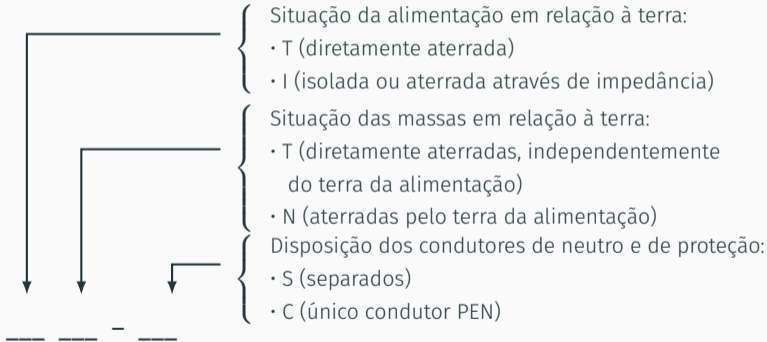 Situação da alimentação em relação à terra:
· T (diretamente aterrada)
· I (isolada ou aterrada através de impedância)
Situação das massas em relação à terra:
· T (diretamente aterradas, independentemente
do terra da alimentação)
· N (aterradas pelo terra da alimentação)
Disposição dos condutores de neutro e de proteção:
· S (separados)
· C (único condutor PEN)
___ ___ - ___